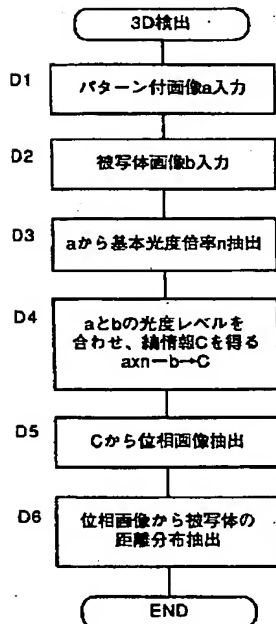 3D検出
D1
パターン付画像a入力
D2
被写体画像b入力
D3
aから基本光度倍率n抽出
D4
aとbの光度レベルを
合わせ、縞情報Cを得る
axn－b→C
D5
Cから位相画像抽出
D6
位相画像から被写体の
距離分布抽出
END